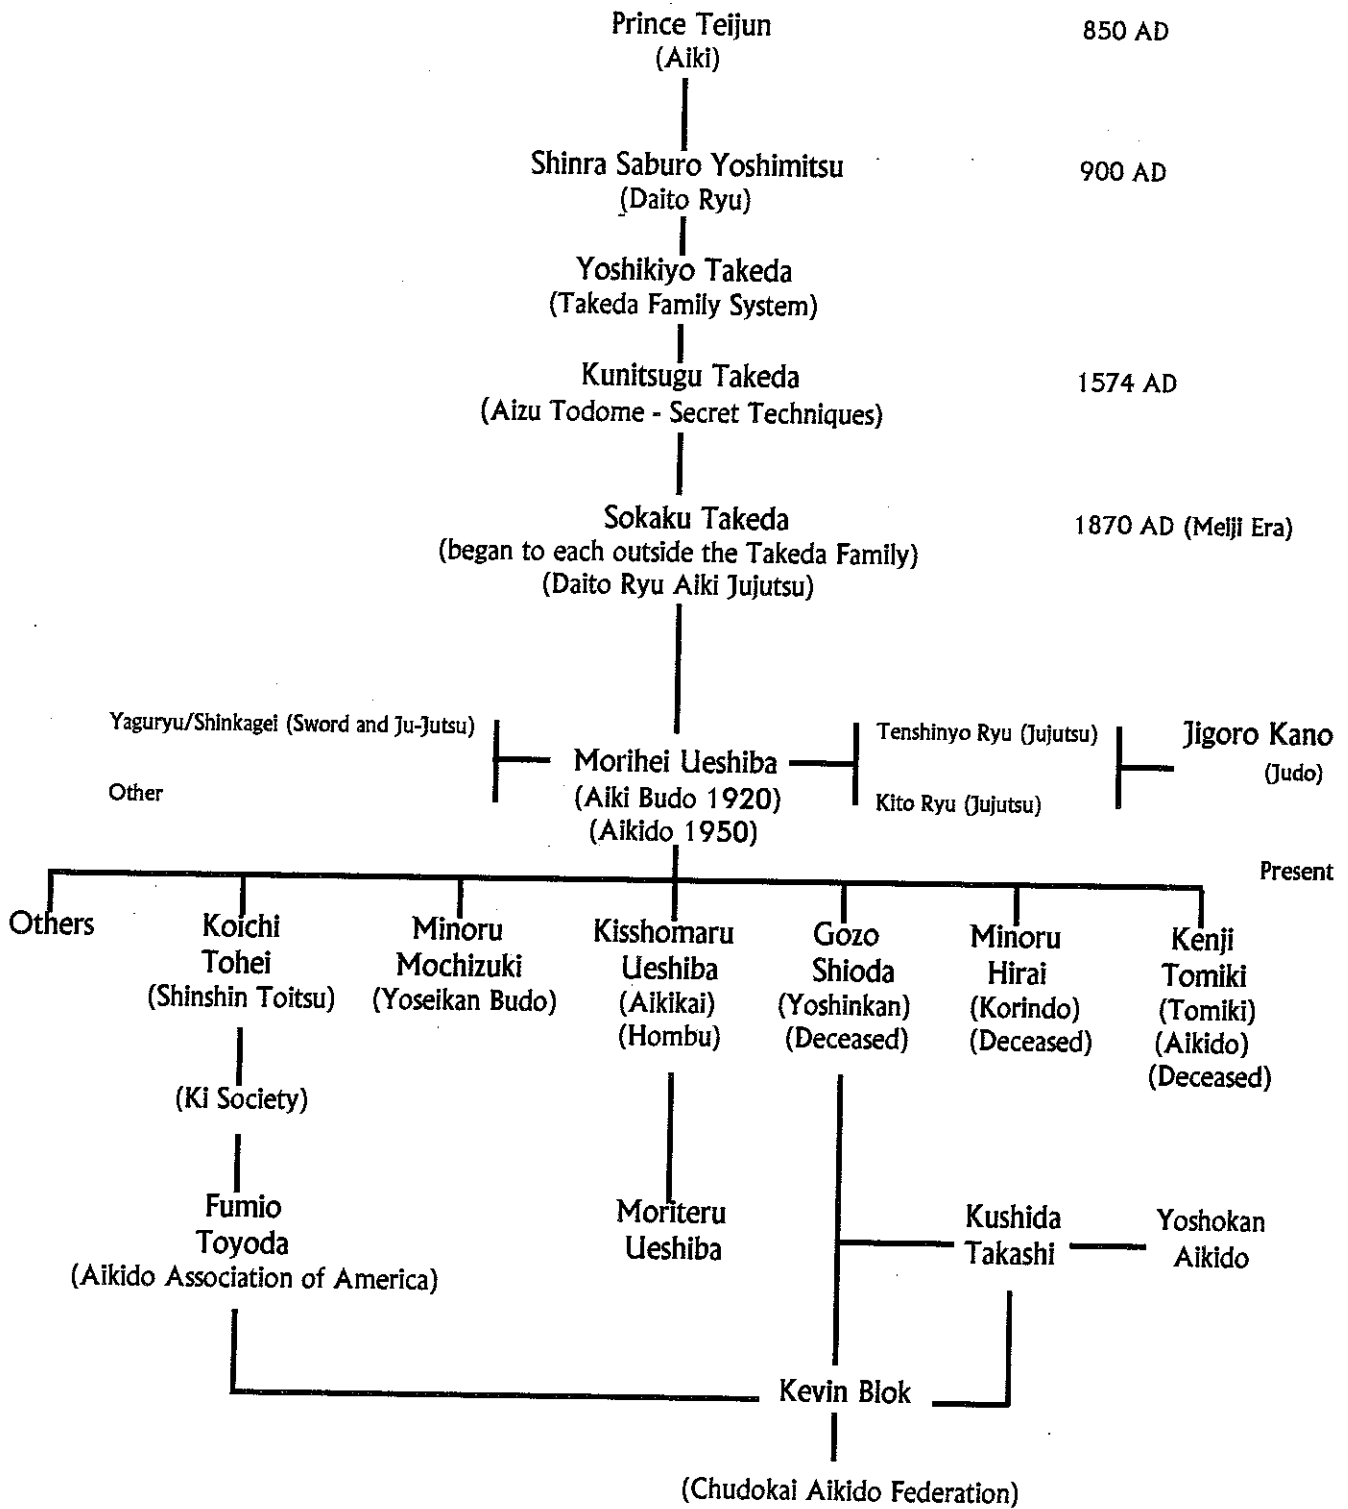 Prince Teijun
850 AD
(Aiki)
Shinra Saburo Yoshimitsu
900 AD
(Daito Ryu)
Yoshikiyo Takeda
(Takeda Family System)
Kunitsugu Takeda
1574 AD
(Aizu Todome - Secret Techniques)
Sokaku Takeda
1870 AD (Meiji Era)
(began to each outside the Takeda Family)
(Daito Ryu Aiki Jujutsu)
Yaguryu/Shinkagei (Sword and Ju-Jutsu)
Other
Morihei Ueshiba
(Aiki Budo 1920)
(Aikido 1950)
Tenshinyo Ryu (Jujutsu)
Kito Ryu (Jujutsu)
Jigoro Kano
(Judo)
Present
Others
Koichi
Tohei
(Shinshin Toitsu)
Minoru
Mochizuki
(Yoseikan Budo)
Kisshomaru
Ueshiba
(Aikikai)
(Hombu)
Gozo
Shioda
(Yoshinkan)
(Deceased)
Minoru
Hirai
(Korindo)
(Deceased)
Kenji
Tomiki
(Tomiki)
(Aikido)
(Deceased)
(Ki Society)
Fumio
Toyoda
(Aikido Association of America)
Moriteru
Ueshiba
Kushida
Takashi
Yoshokan
Aikido
Kevin Blok
(Chudokai Aikido Federation)